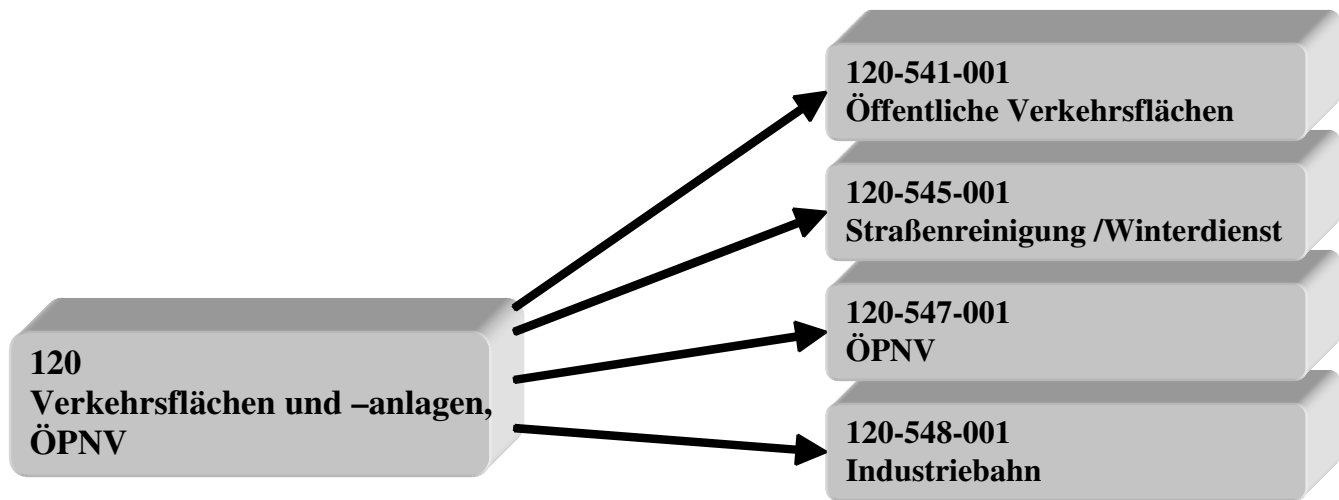 120
Verkehrsflächen und –anlagen,
ÖPNV
120-541-001
Öffentliche Verkehrsflächen
120-545-001
Straßenreinigung /Winterdienst
120-547-001
ÖPNV
120-548-001
Industriebahn